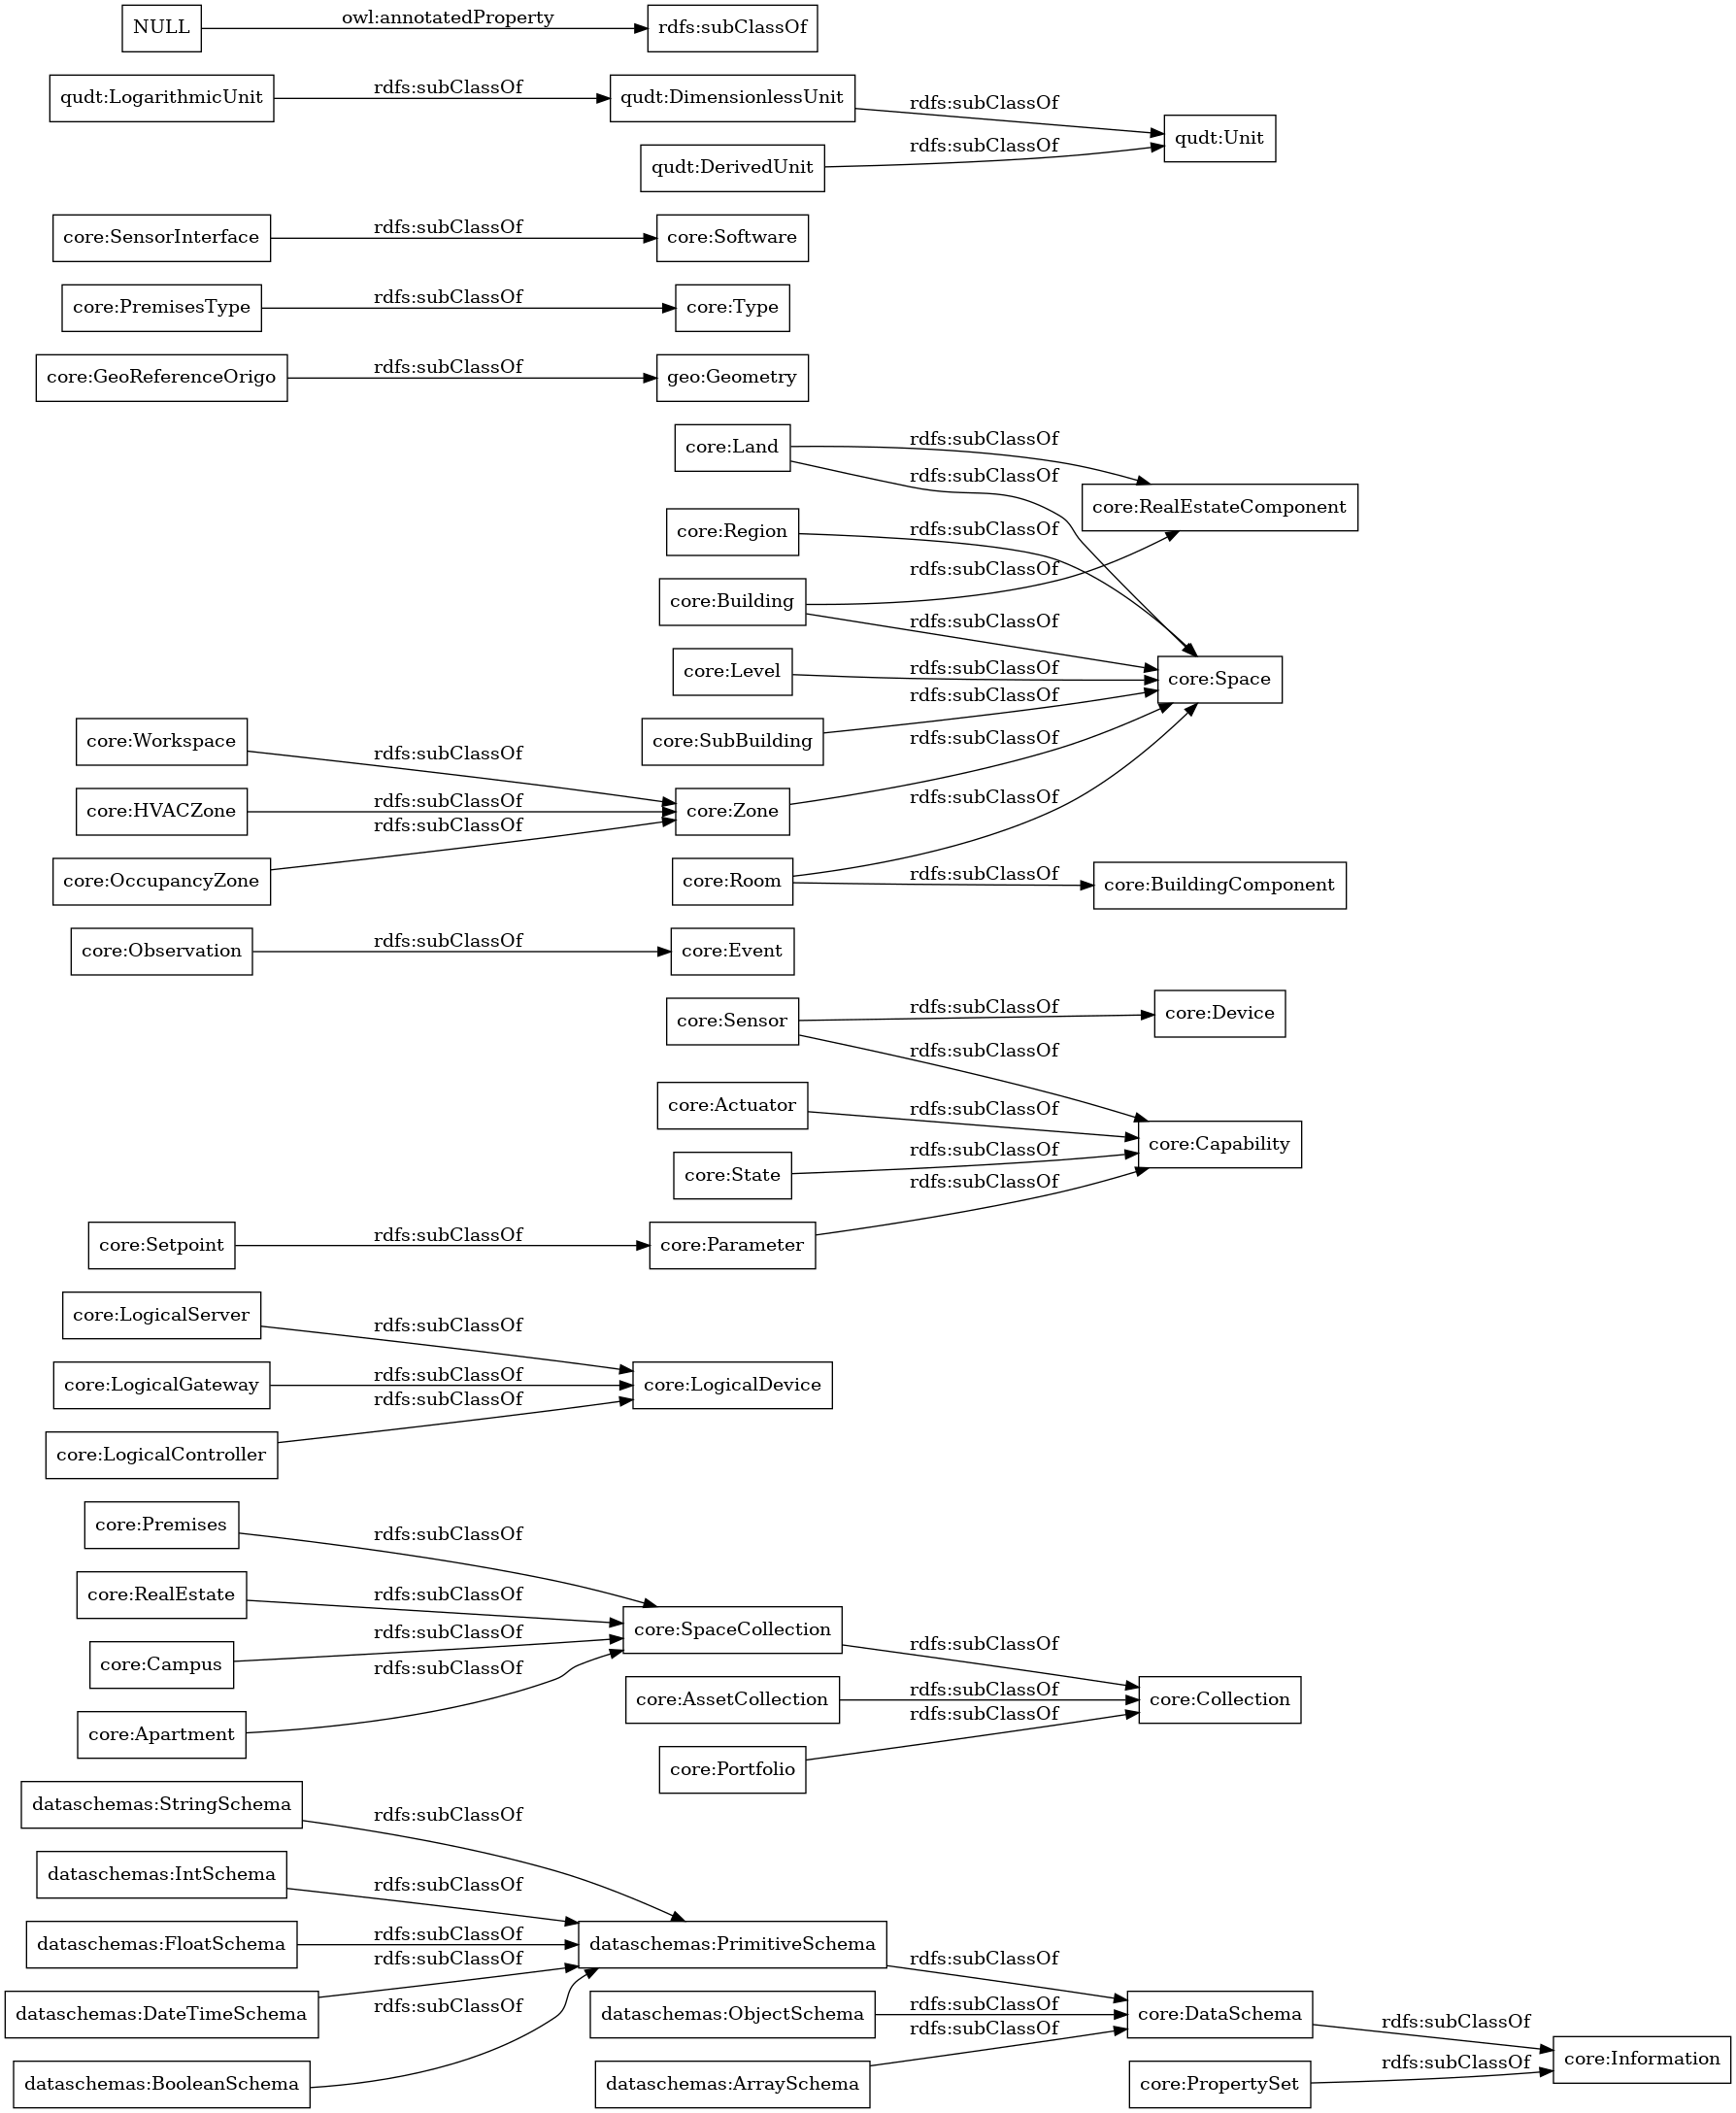 NULL
owl:annotatedProperty
rdfs:subClassOf
qudt:LogarithmicUnit
rdfs:subClassOf
qudt:DimensionlessUnit
rdfs:subClassOf
qudt:Unit
qudt:DerivedUnit
rdfs:subClassOf
core:SensorInterface
rdfs:subClassOf
core:Software
core:PremisesType
rdfs:subClassOf
core:Type
core:GeoReferenceOrigo
rdfs:subClassOf
geo:Geometry
core:Land
rdfs:subClassOf
rdfs:subClassOf
core:RealEstateComponent
core:Region
rdfs:subClassOf
core:Building
rdfs:subClassOf
rdfs:subClassOf
core:Level
rdfs:subClassOf
core:Space
core:SubBuilding
rdfs:subClassOf
core:Workspace
rdfs:subClassOf
rdfs:subClassOf
core:HVACZone
rdfs:subClassOf
core:Zone
rdfs:subClassOf
core:OccupancyZone
rdfs:subClassOf
core:Room
rdfs:subClassOf
core:BuildingComponent
core:Observation
rdfs:subClassOf
core:Event
core:Sensor
rdfs:subClassOf
core:Device
rdfs:subClassOf
core:Actuator
rdfs:subClassOf
core:Capability
core:State
rdfs:subClassOf
rdfs:subClassOf
core:Setpoint
rdfs:subClassOf
core:Parameter
core:LogicalServer
rdfs:subClassOf
core:LogicalGateway
rdfs:subClassOf
core:LogicalDevice
rdfs:subClassOf
core:LogicalController
core:Premises
rdfs:subClassOf
core:RealEstate
rdfs:subClassOf
core:SpaceCollection
rdfs:subClassOf
core:Campus
rdfs:subClassOf
rdfs:subClassOf
core:AssetCollection
rdfs:subClassOf
core:Collection
core:Apartment
rdfs:subClassOf
core:Portfolio
dataschemas:StringSchema
rdfs:subClassOf
dataschemas:IntSchema
rdfs:subClassOf
dataschemas:FloatSchema
rdfs:subClassOf
dataschemas:PrimitiveSchema
rdfs:subClassOf
rdfs:subClassOf
dataschemas:DateTimeSchema
rdfs:subClassOf
dataschemas:ObjectSchema
rdfs:subClassOf
core:DataSchema
rdfs:subClassOf
rdfs:subClassOf
core:Information
dataschemas:BooleanSchema
dataschemas:ArraySchema
core:PropertySet
rdfs:subClassOf